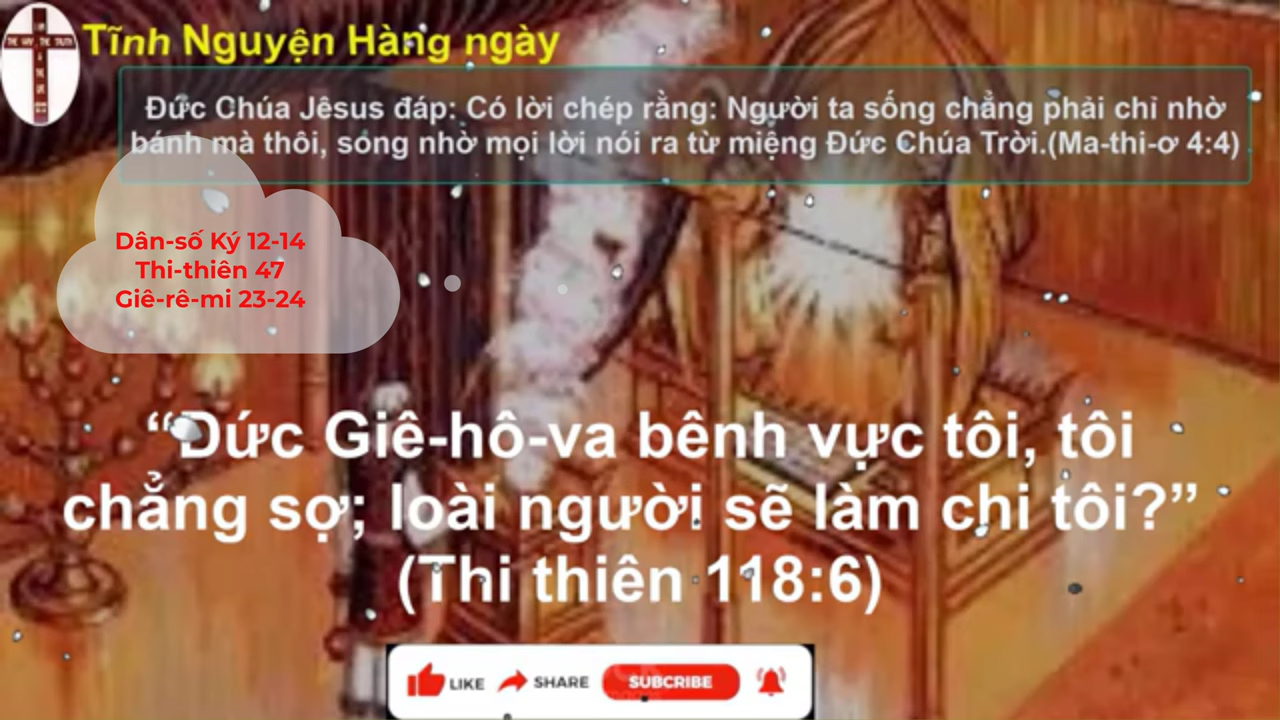 Tĩnh Nguyện Hàng ngày
Đức Chúa Jêsus đáp: Có lời chép rằng: Người ta sống chẳng phải chỉ nhờ
bánh mà thôi, sóng nhờ mọi lời nói ra từ miệng Đức Chúa Trời.(Ma-thi-ơ 4:4)
Dân-số Ký 12-14
Thi-thiên 47
Giê-rê-mi 23-24
“Đức Giê-hô-va bênh vực tôi, tôi
chẳng sợ; loài người sẽ làm chi tôi?”
(Thi thiên 118:6)
LIKE SHARE SUBCRIBE